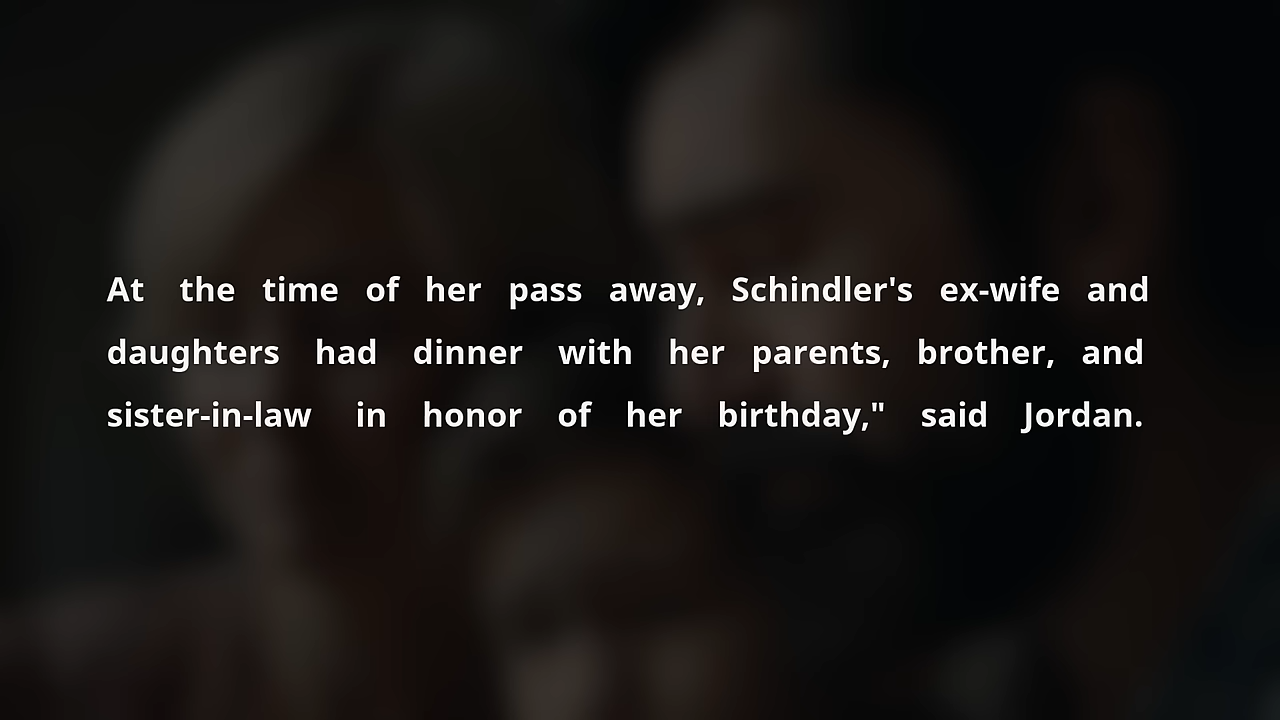 At the time of her pass away, Schindler's ex-wife and
daughters had dinner with her parents, brother, and
sister-in-law in honor of her birthday," said Jordan.